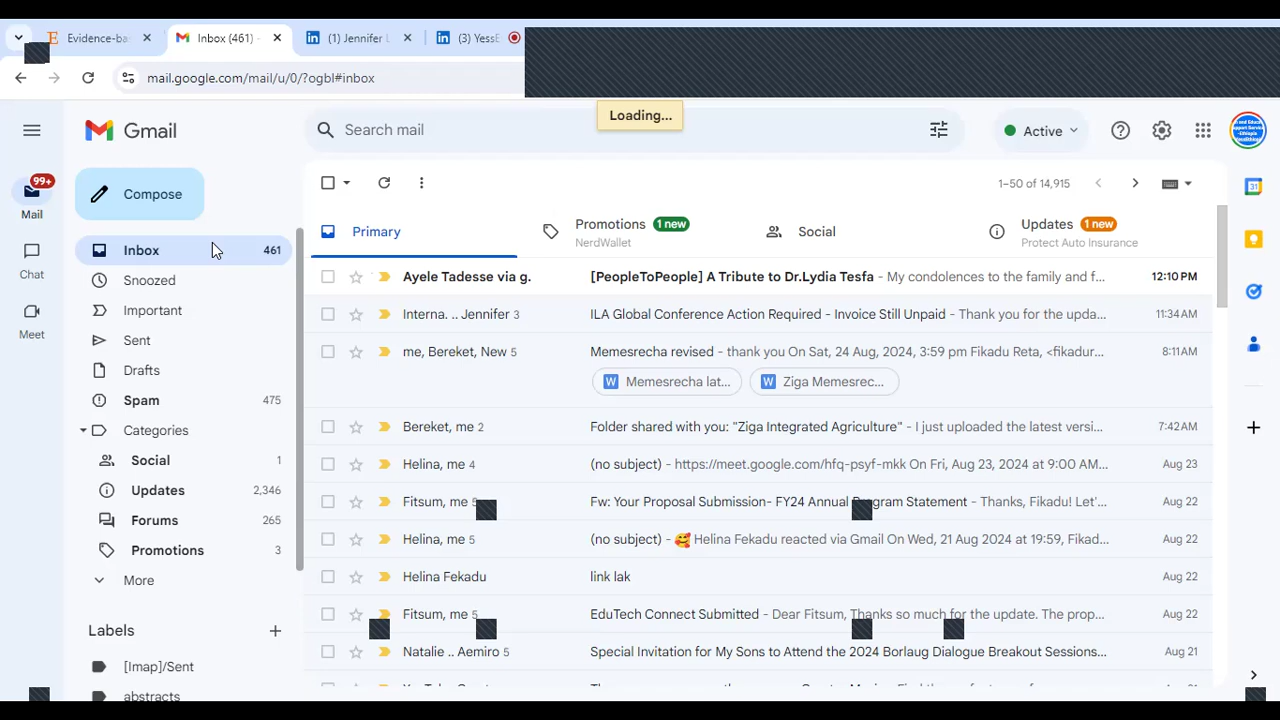 Evidence-ba
Inbox (461) -
(1) Jennifer L
(3) YessE
mail.google.com/mail/u/0/?ogbl#inbox
Loading...
Gmail
Search mail
Active
99+
Mail
Chat
Meet
Compose
Inbox 461
Snoozed
Important
Sent
Drafts
Spam 475
Categories
Social 1
Updates 2,346
Forums 265
Promotions 3
More
Labels
[Imap]/Sent
abstracts
1–50 of 14,915
Primary
Promotions 1 new
NerdWallet
Social
Updates 1 new
Protect Auto Insurance
Ayele Tadesse via g. [PeopleToPeople] A Tribute to Dr.Lydia Tesfa - My condolences to the family and f... 12:10 PM
Interna. .. Jennifer 3 ILA Global Conference Action Required - Invoice Still Unpaid - Thank you for the upda... 11:34 AM
me, Bereket, New 5 Memesrecha revised - thank you On Sat, 24 Aug, 2024, 3:59 pm Fikadu Reta, <fikadur... 8:11 AM
W Memesrecha lat... W Ziga Memesrec...
Bereket, me 2 Folder shared with you: "Ziga Integrated Agriculture" - I just uploaded the latest versi... 7:42 AM
Helina, me 4 (no subject) - https://meet.google.com/hfq-psyf-mkk On Fri, Aug 23, 2024 at 9:00 AM... Aug 23
Fitsum, me 5 Fw: Your Proposal Submission- FY24 Annual Program Statement - Thanks, Fikadu! Let'... Aug 22
Helina, me 5 (no subject) - 🥰 Helina Fekadu reacted via Gmail On Wed, 21 Aug 2024 at 19:59, Fikad... Aug 22
Helina Fekadu link lak Aug 22
Fitsum, me 5 EduTech Connect Submitted - Dear Fitsum, Thanks so much for the update. The prop... Aug 22
Natalie .. Aemiro 5 Special Invitation for My Sons to Attend the 2024 Borlaug Dialogue Breakout Sessions... Aug 21
31